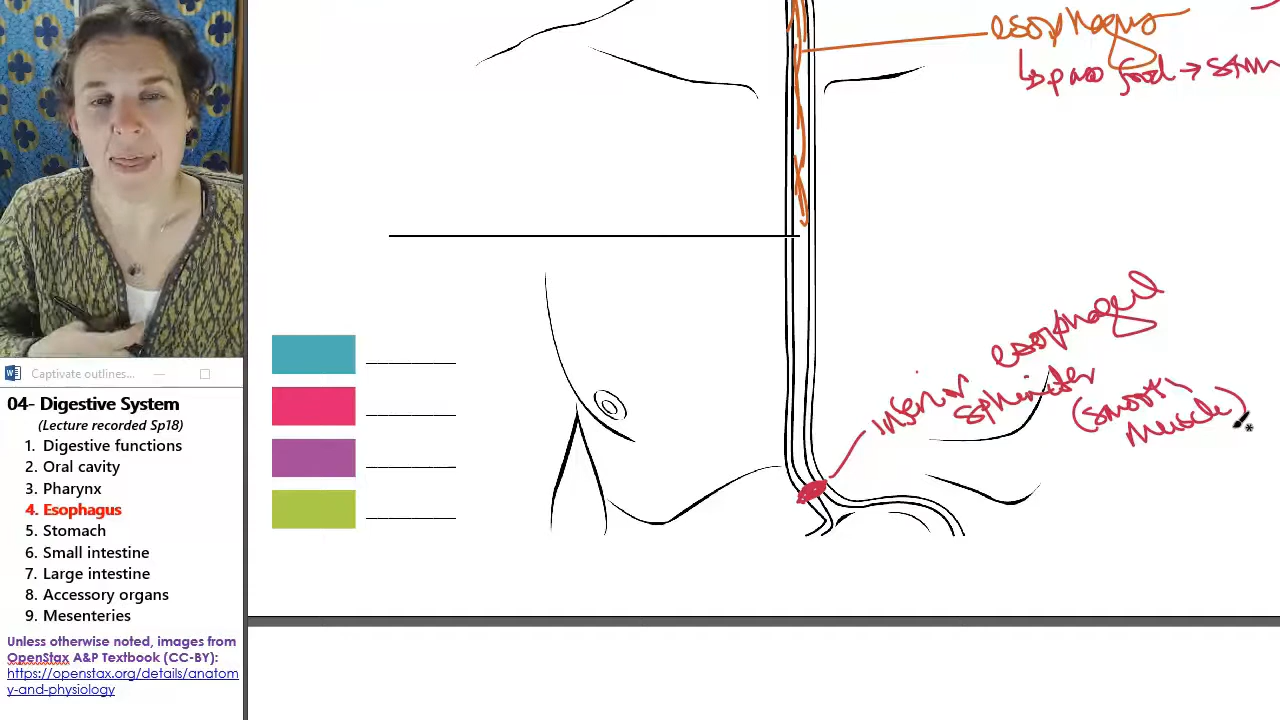 esophagus
↳ pass food → stom
inferior esophageal
sphincter
(smooth
muscle)
Captivate outlines...
04- Digestive System
(Lecture recorded Sp18)
1. Digestive functions
2. Oral cavity
3. Pharynx
4. Esophagus
5. Stomach
6. Small intestine
7. Large intestine
8. Accessory organs
9. Mesenteries
Unless otherwise noted, images from
OpenStax A&P Textbook (CC-BY):
https://openstax.org/details/anatom
y-and-physiology